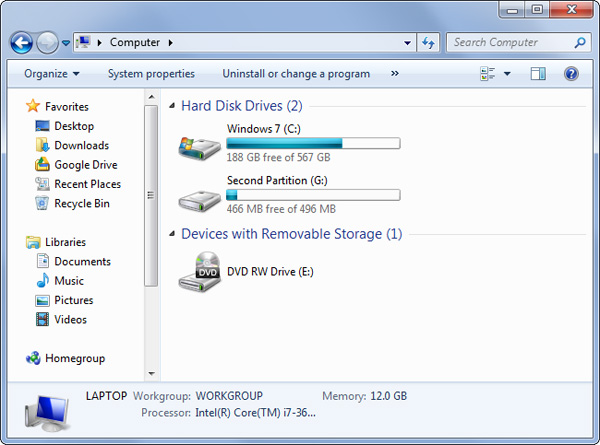 Computer
Search Computer
Organize System properties Uninstall or change a program »
Favorites
Desktop
Downloads
Google Drive
Recent Places
Recycle Bin
Libraries
Documents
Music
Pictures
Videos
Homegroup
Hard Disk Drives (2)
Windows 7 (C:)
188 GB free of 567 GB
Second Partition (G:)
466 MB free of 496 MB
Devices with Removable Storage (1)
DVD
DVD RW Drive (E:)
LAPTOP Workgroup: WORKGROUP Memory: 12.0 GB
Processor: Intel(R) Core(TM) i7-36...